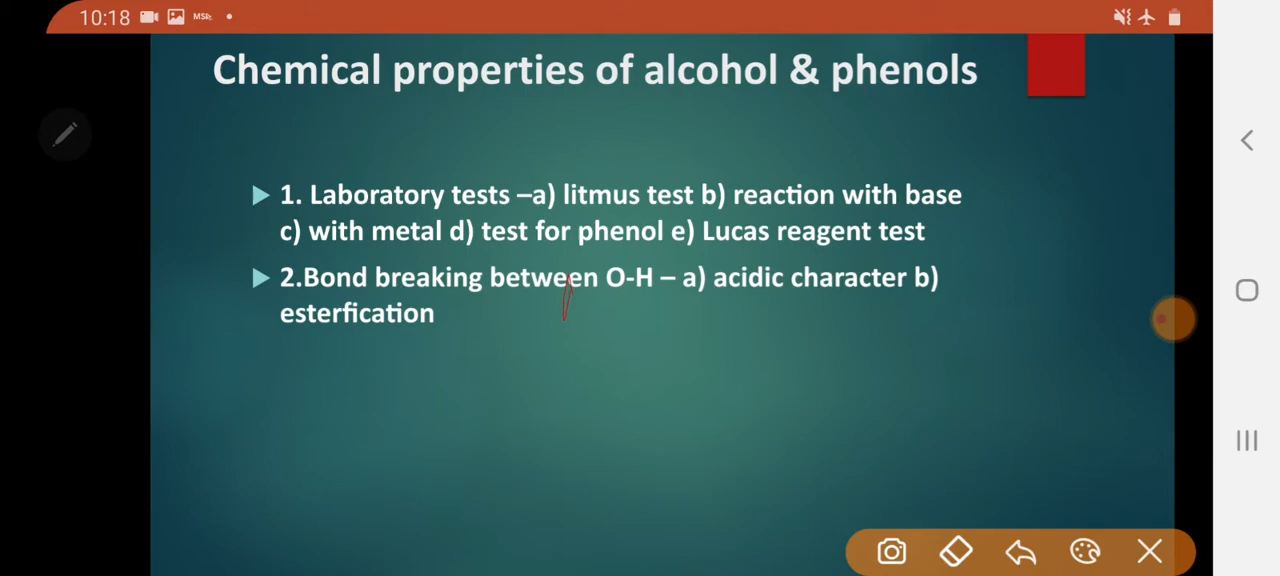 10:18
Chemical properties of alcohol & phenols
1. Laboratory tests –a) litmus test b) reaction with base
c) with metal d) test for phenol e) Lucas reagent test
2.Bond breaking between O-H – a) acidic character b)
esterfication